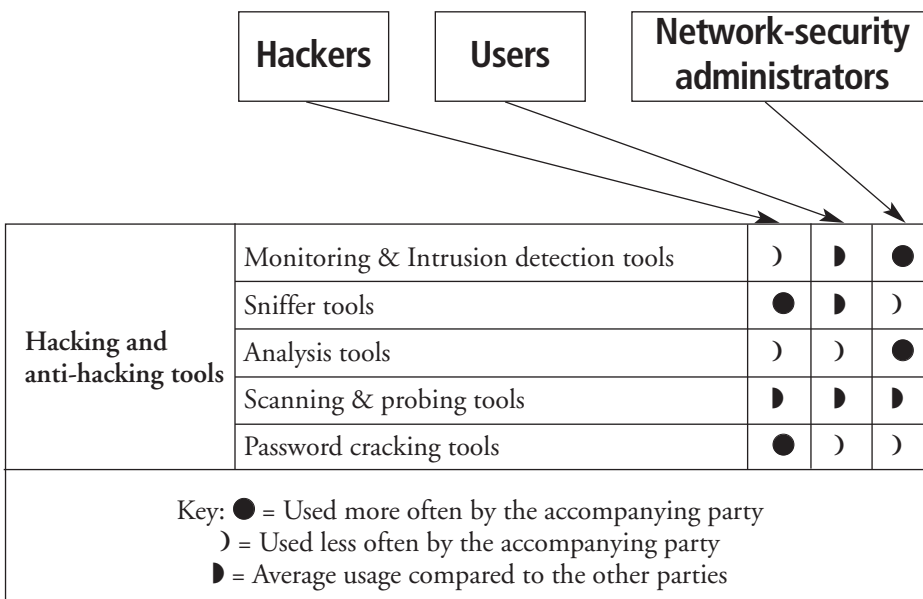 Hackers
Users
Network-security
administrators
Hacking and
anti-hacking tools
Monitoring & Intrusion detection tools ) ◗ ●
Sniffer tools ● ◗ )
Analysis tools ) ) ●
Scanning & probing tools ◗ ◗ ◗
Password cracking tools ● ) )
Key: ● = Used more often by the accompanying party
) = Used less often by the accompanying party
◗ = Average usage compared to the other parties